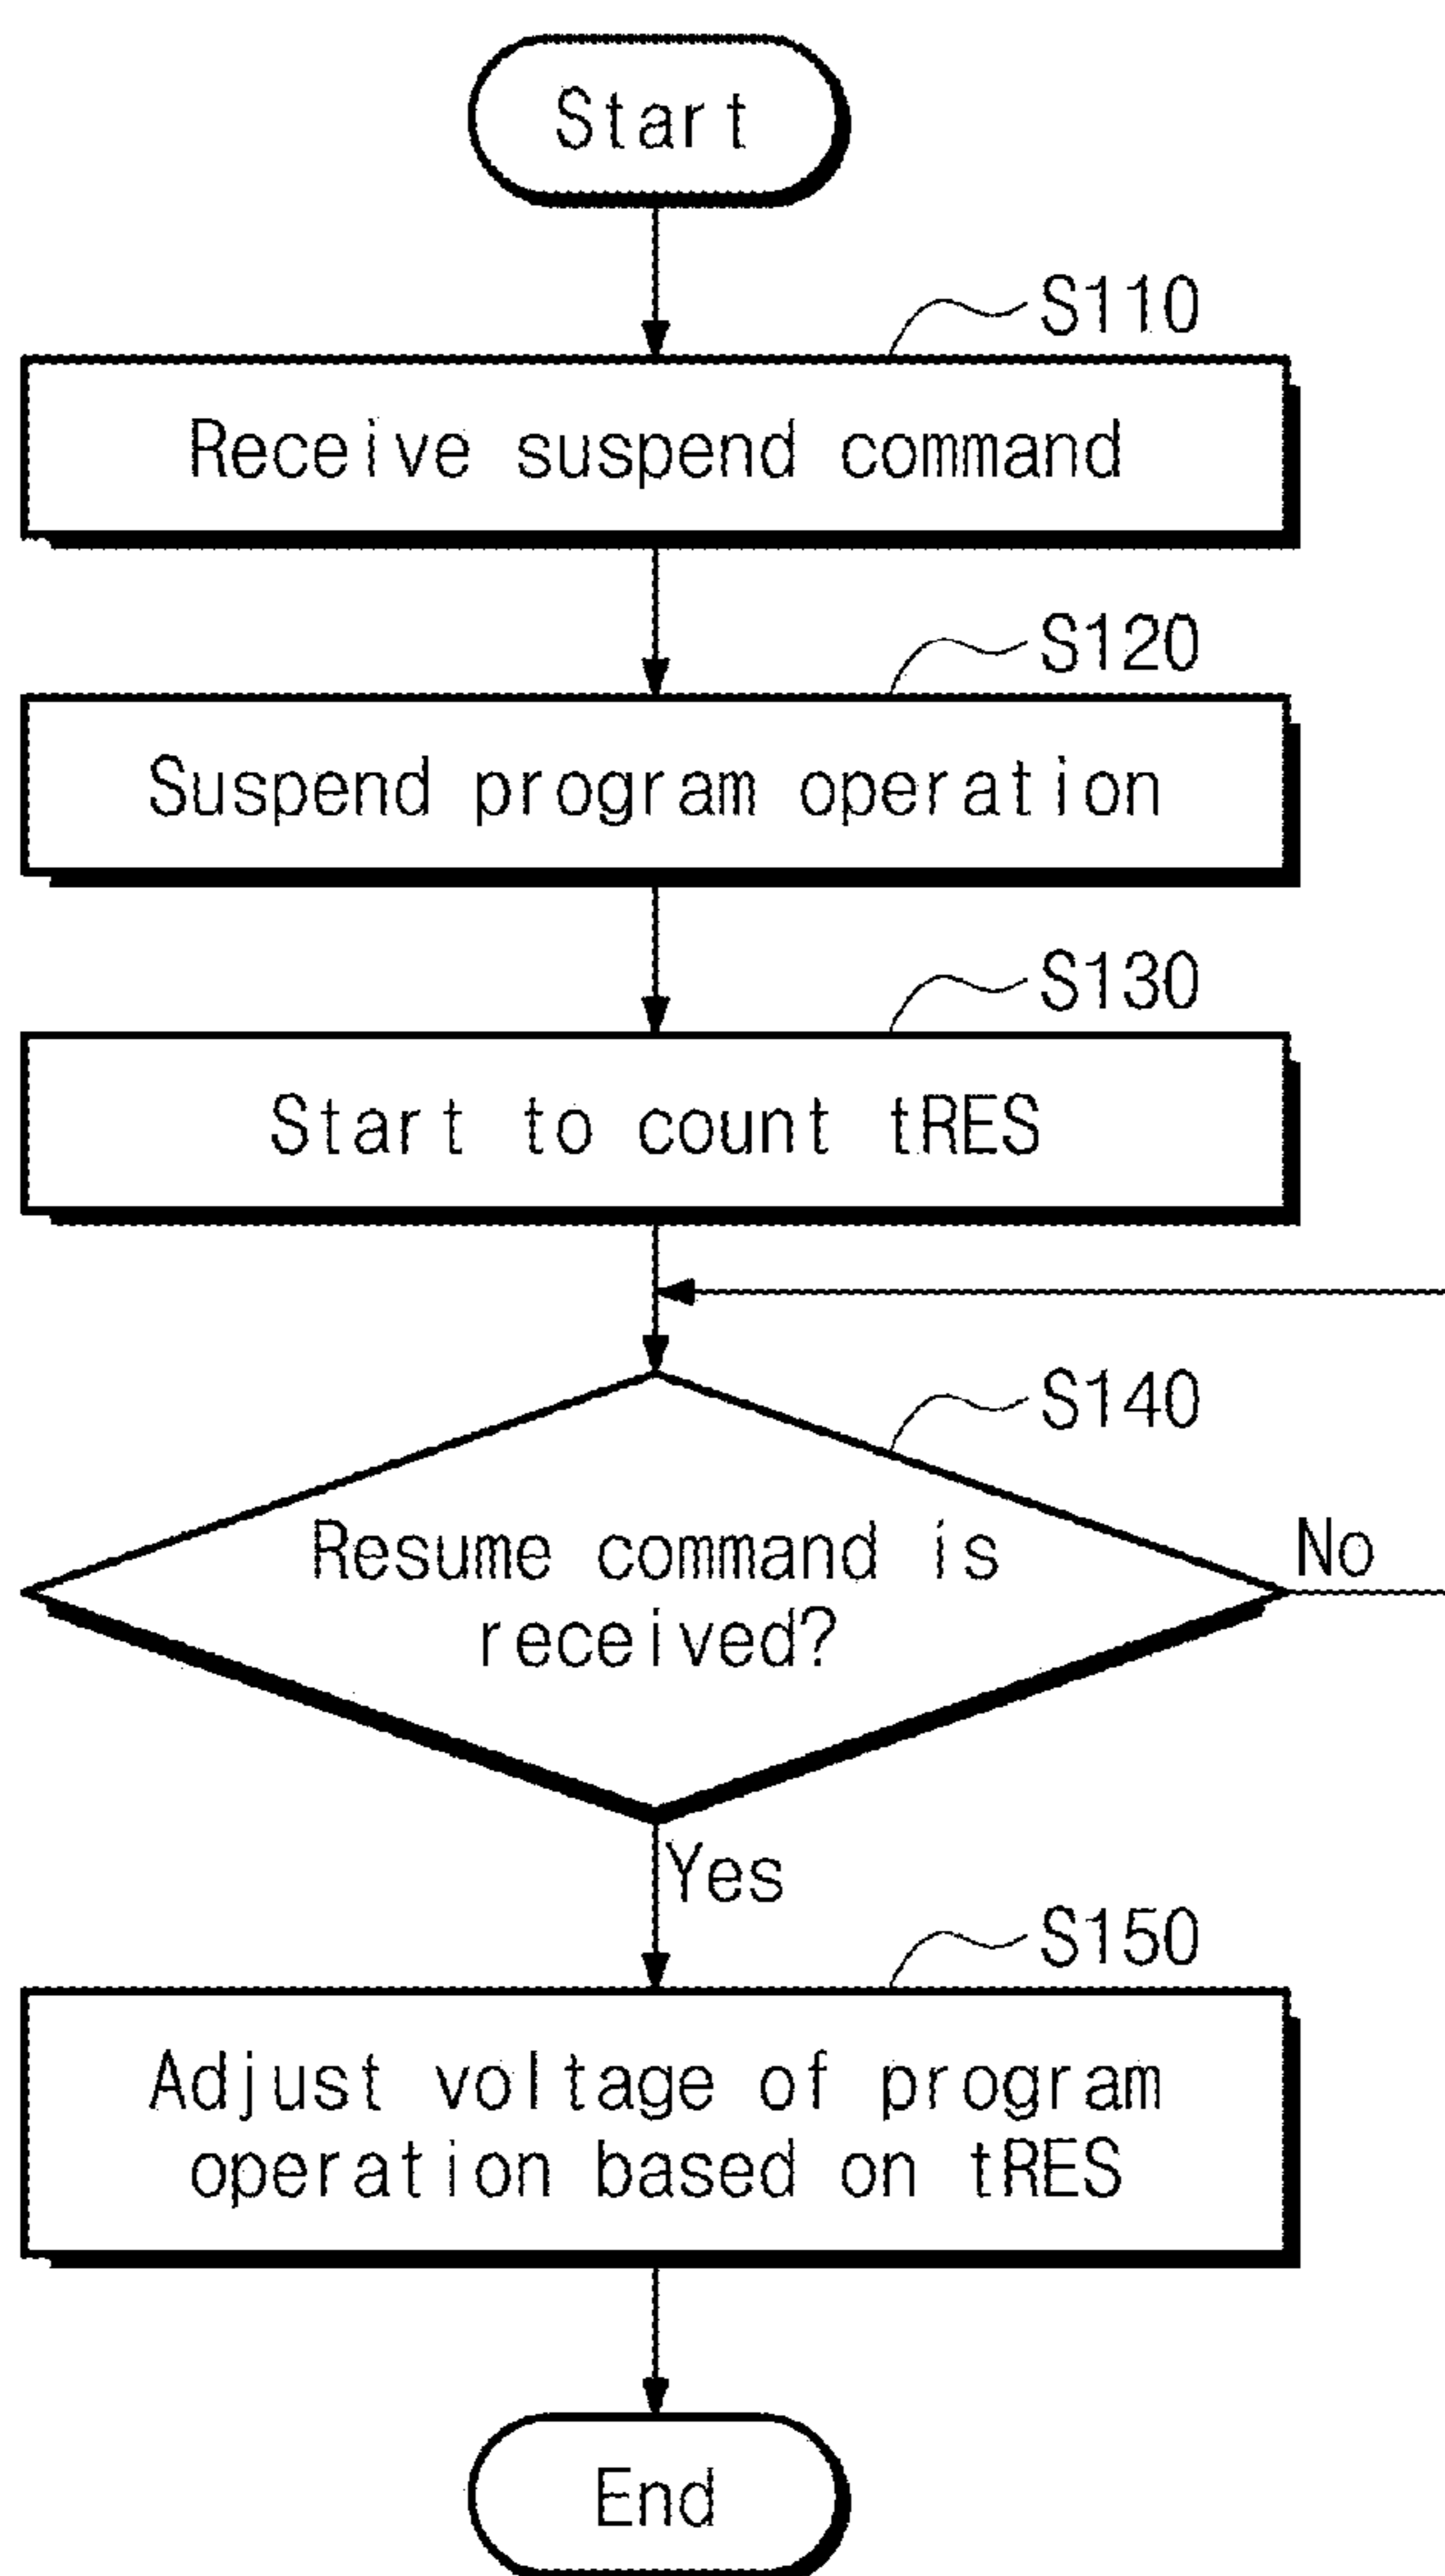 Start
S110
Receive suspend command
S120
Suspend program operation
S130
Start to count tRES
S140
Resume command is
received?
No
Yes
S150
Adjust voltage of program
operation based on tRES
End